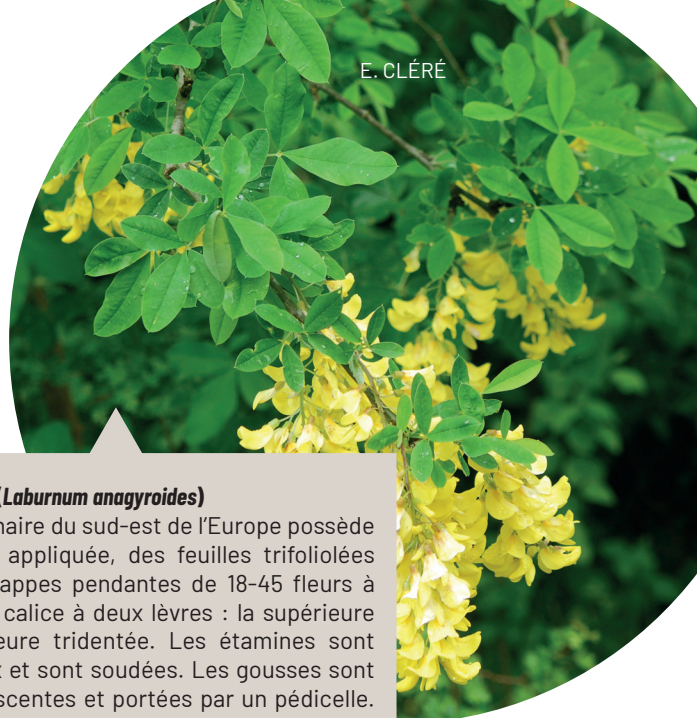 E. CLÉRÉ
(Laburnum anagyroides)
naire du sud-est de l'Europe possède
appliquée, des feuilles trifoliolées
appes pendantes de 18-45 fleurs à
calice à deux lèvres : la supérieure
eure tridentée. Les étamines sont
et sont soudées. Les gousses sont
scentes et portées par un pédicelle.